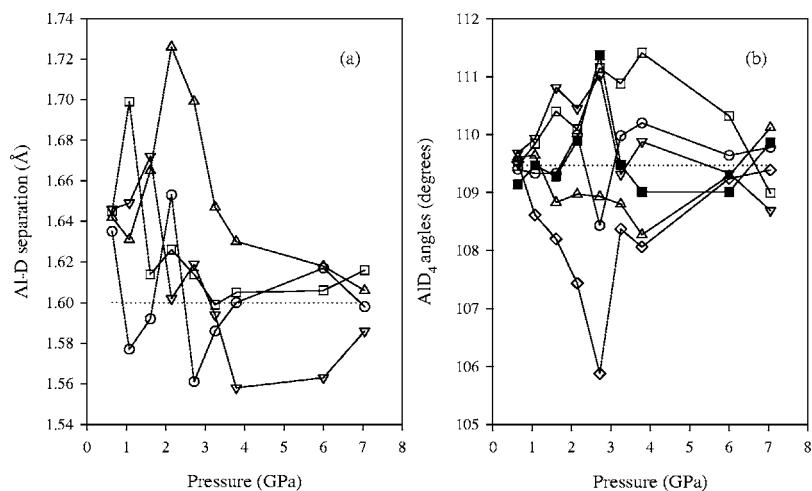 (a)
Al-D separation (Å)
1.74
1.72
1.70
1.68
1.66
1.64
1.62
1.60
1.58
1.56
1.54
0 1 2 3 4 5 6 7 8
Pressure (GPa)
(b)
AlD4 angles (degrees)
112
111
110
109
108
107
106
105
0 1 2 3 4 5 6 7 8
Pressure (GPa)